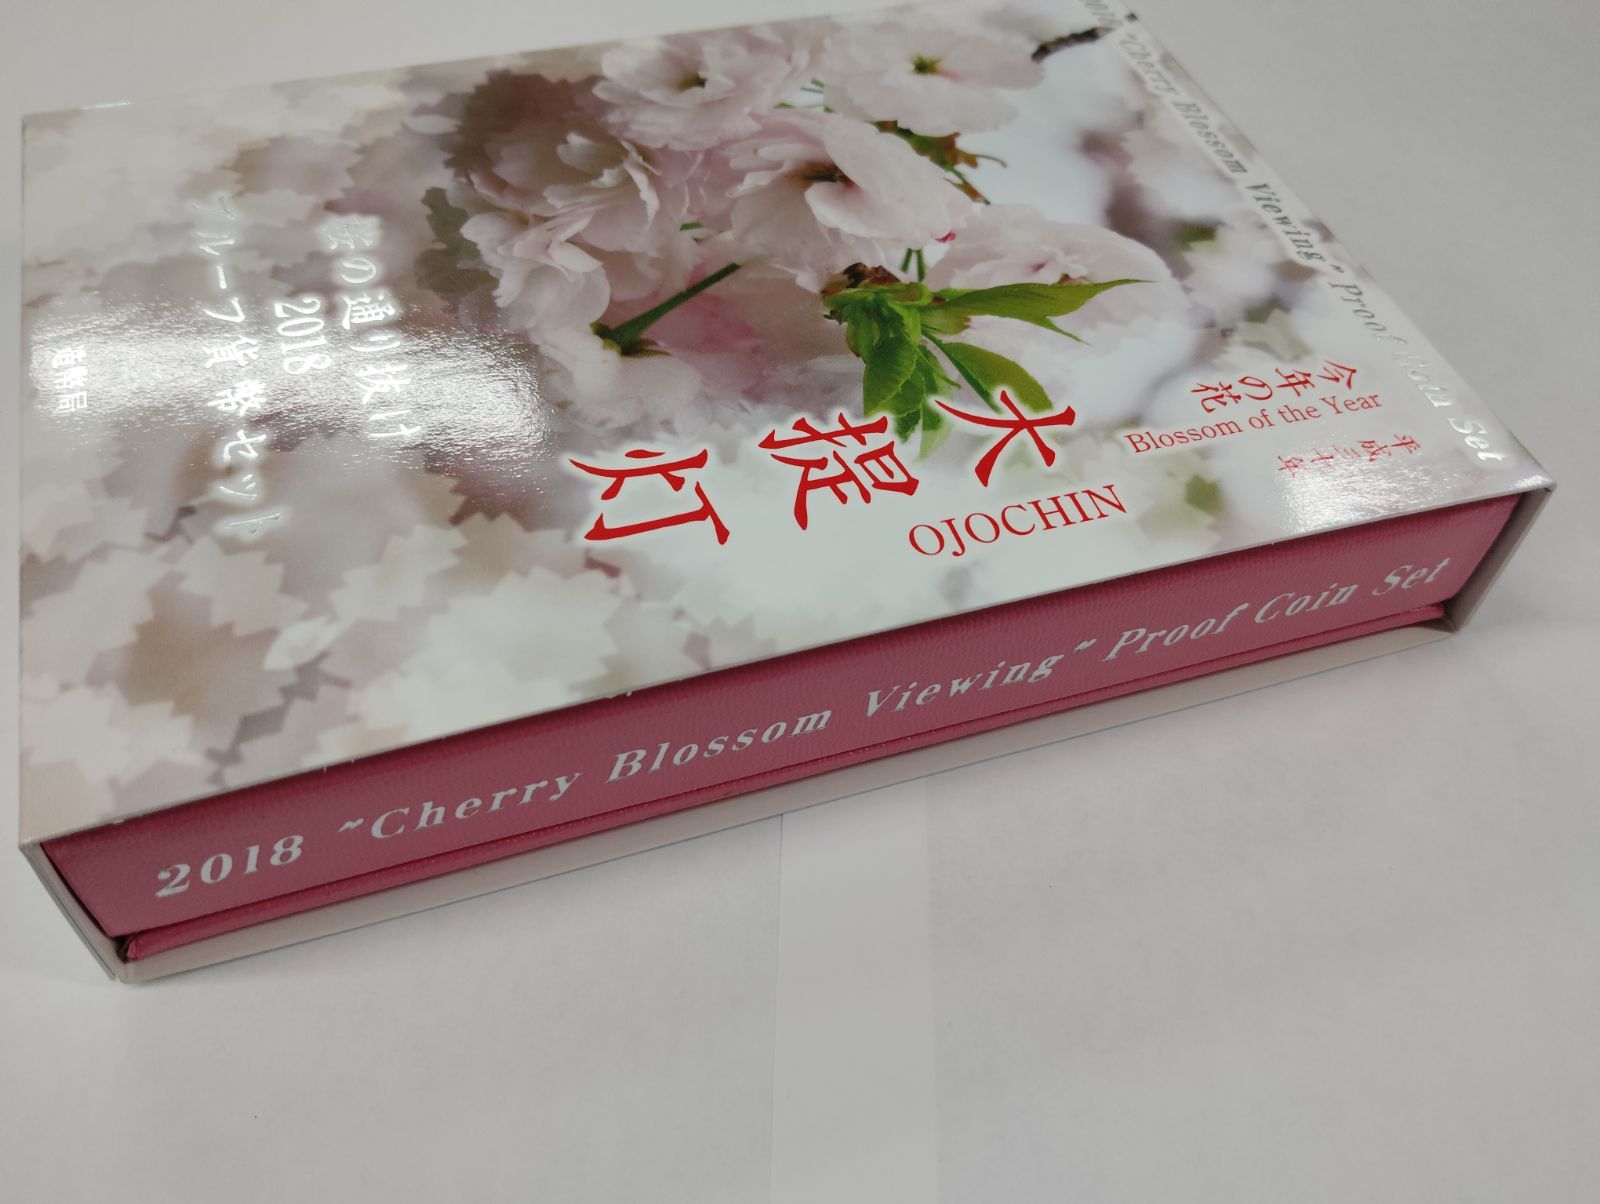 2018 "Cherry Blossom Viewing" Proof Coin Set
平成三十年
今年の花
Blossom of the Year
大提灯
OJOCHIN
桜の通り抜け
2018
プルーフ貨幣セット
造幣局
2018 "Cherry Blossom Viewing" Proof Coin Set